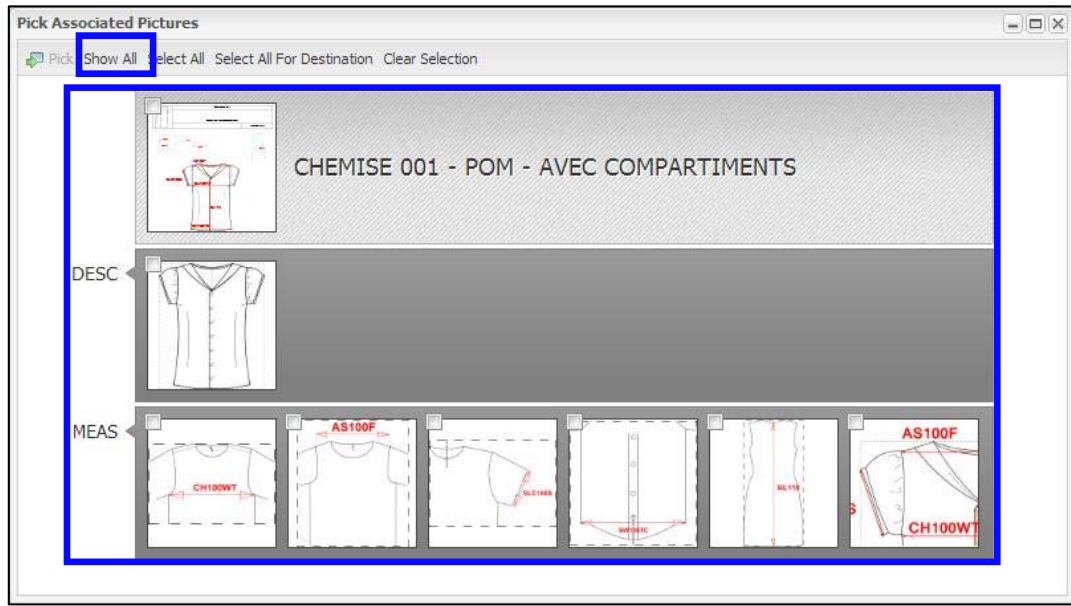 Pick Associated Pictures
Pick Show All Select All Select All For Destination Clear Selection
CHEMISE 001 - POM - AVEC COMPARTIMENTS
DESC
MEAS
CH100WT
AS100F
AS100F
CH100WT